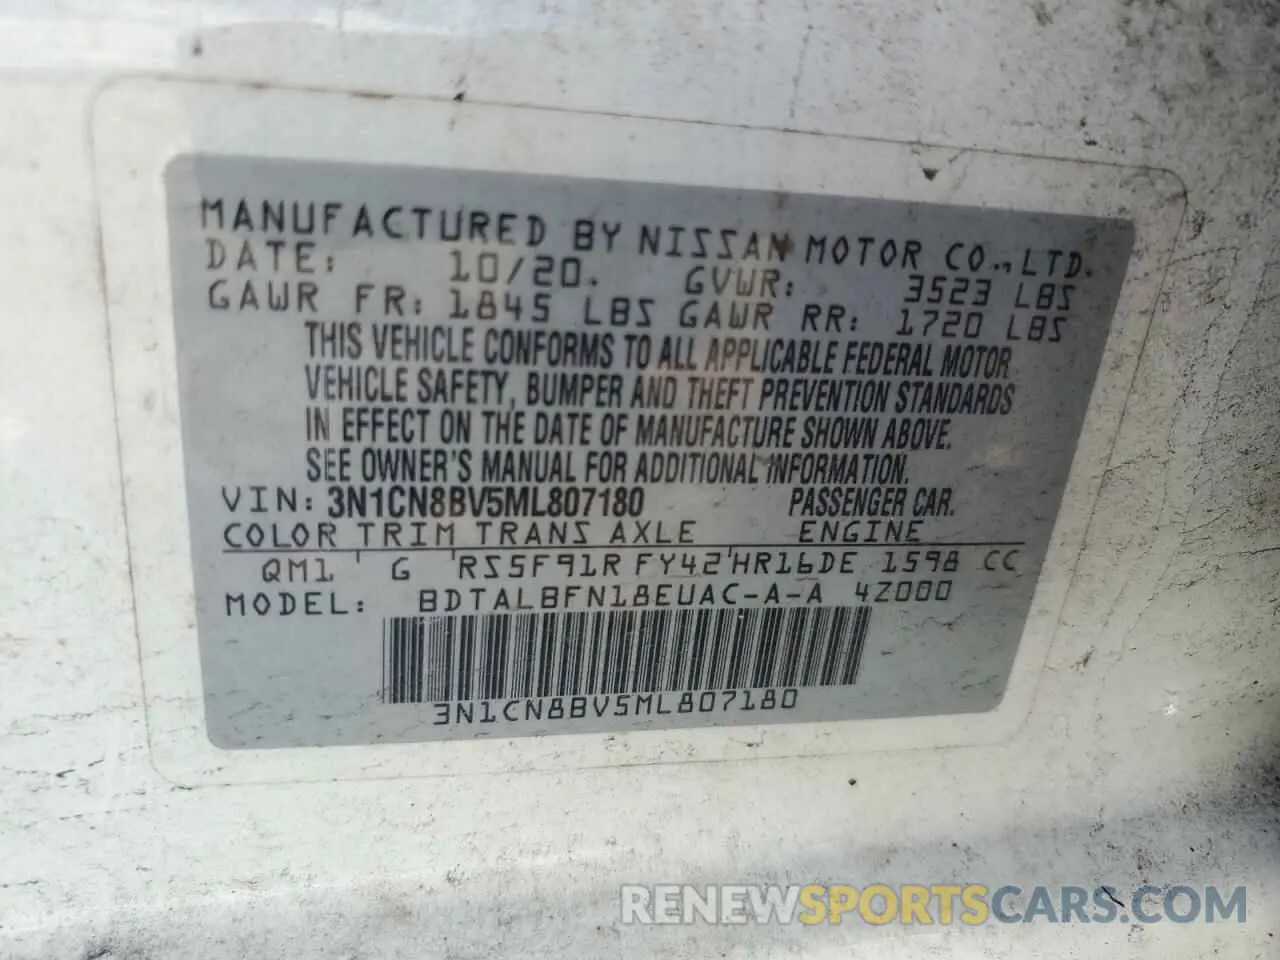 MANUFACTURED BY NISSAN MOTOR CO.,LTD.
DATE: 10/20. GVWR: 3523 LBS
GAWR FR: 1845 LBS GAWR RR: 1720 LBS
THIS VEHICLE CONFORMS TO ALL APPLICABLE FEDERAL MOTOR
VEHICLE SAFETY, BUMPER AND THEFT PREVENTION STANDARDS
IN EFFECT ON THE DATE OF MANUFACTURE SHOWN ABOVE.
SEE OWNER'S MANUAL FOR ADDITIONAL INFORMATION.
VIN: 3N1CN8BV5ML807180 PASSENGER CAR.
COLOR TRIM TRANS AXLE ENGINE
QM1 G RS5F91R FY42 HR16DE 1598 CC
MODEL: BDTALBFN18EUAC-A-A 4Z000
3N1CN8BV5ML807180
RENEWSPORTSCARS.COM